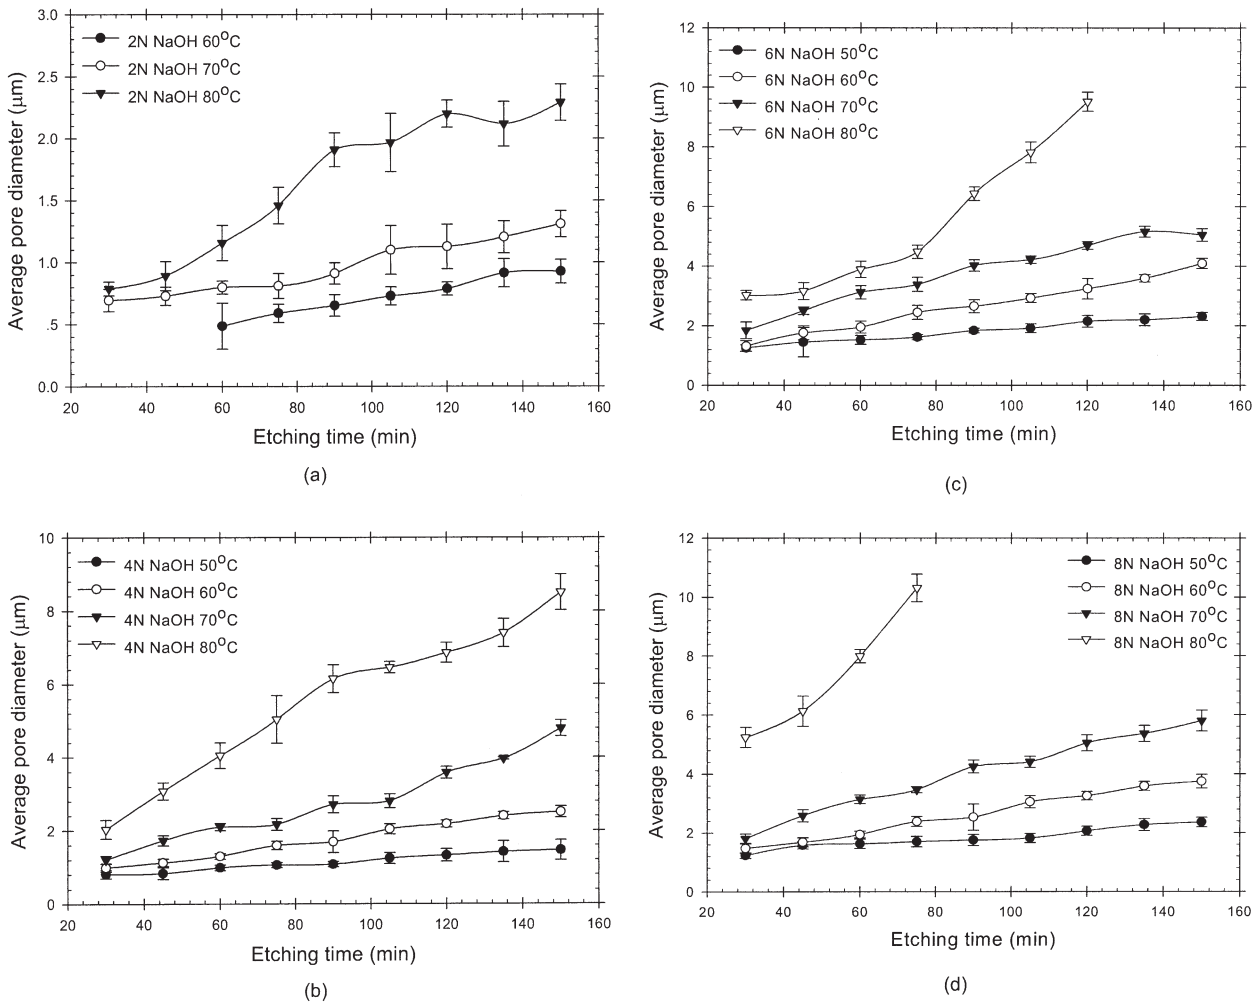 3.0
2.5
2.0
1.5
1.0
.5
0.0
Average pore diameter (μm)
2N NaOH 60°C
2N NaOH 70°C
2N NaOH 80°C
20 40 60 80 100 120 140 160
Etching time (min)
(a)
12
10
8
6
4
2
0
Average pore diameter (μm)
6N NaOH 50°C
6N NaOH 60°C
6N NaOH 70°C
6N NaOH 80°C
20 40 60 80 100 120 140 160
Etching time (min)
(c)
10
8
6
4
2
0
Average pore diameter (μm)
4N NaOH 50°C
4N NaOH 60°C
4N NaOH 70°C
4N NaOH 80°C
20 40 60 80 100 120 140 160
Etching time (min)
(b)
12
10
8
6
4
2
0
Average pore diameter (μm)
8N NaOH 50°C
8N NaOH 60°C
8N NaOH 70°C
8N NaOH 80°C
20 40 60 80 100 120 140 160
Etching time (min)
(d)